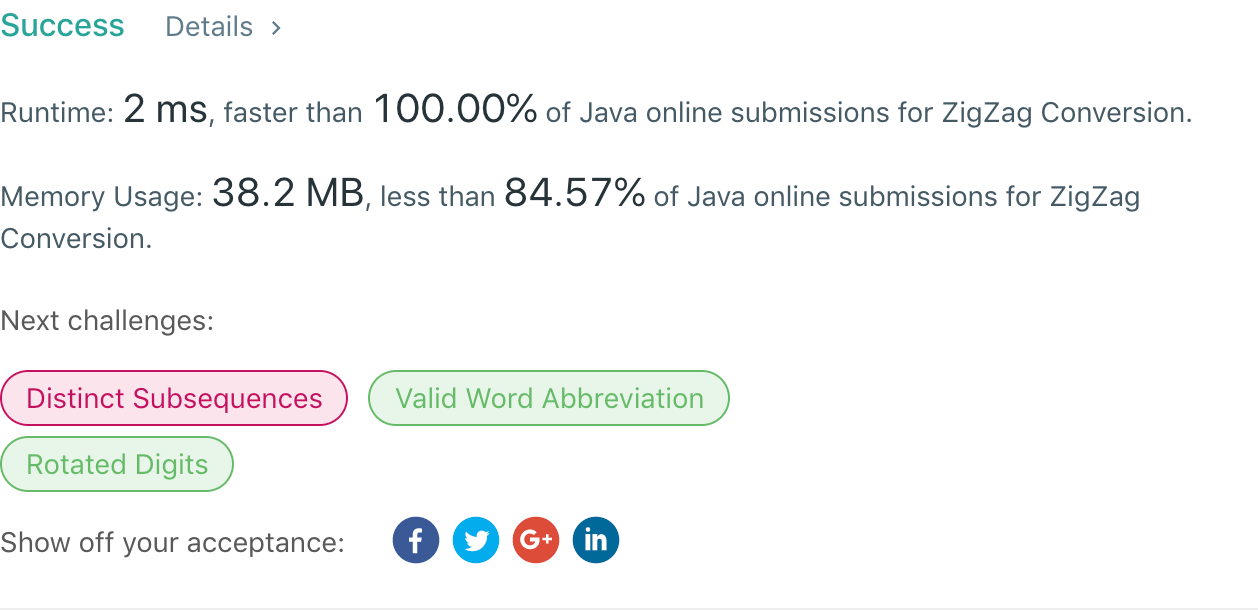 Success Details >
Runtime: 2 ms, faster than 100.00% of Java online submissions for ZigZag Conversion.
Memory Usage: 38.2 MB, less than 84.57% of Java online submissions for ZigZag
Conversion.
Next challenges:
Distinct Subsequences Valid Word Abbreviation
Rotated Digits
Show off your acceptance: f G+ in